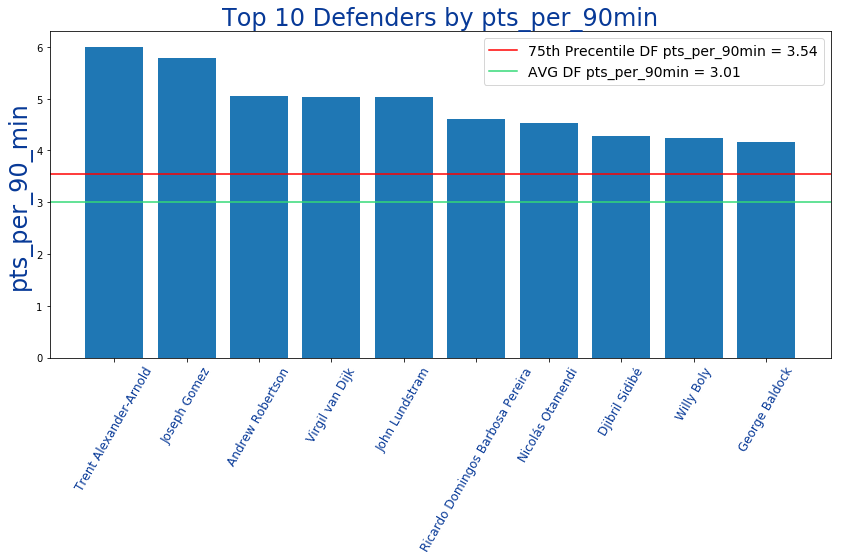 Top 10 Defenders by pts_per_90min
75th Precentile DF pts_per_90min = 3.54
AVG DF pts_per_90min = 3.01
pts_per_90_min
6
5
4
3
2
1
0
Trent Alexander-Arnold
Joseph Gomez
Andrew Robertson
Virgil van Dijk
John Lundstram
Ricardo Domingos Barbosa Pereira
Nicolás Otamendi
Djibril Sidibé
Willy Boly
George Baldock